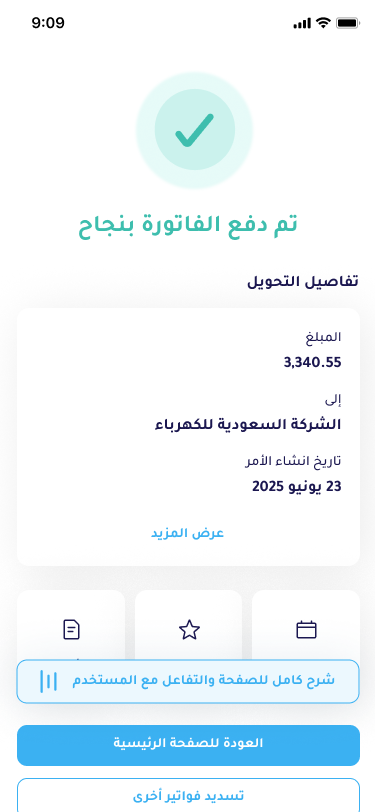 9:09
تم دفع الفاتورة بنجاح
تفاصيل التحويل
المبلغ
3,340.55
إلى
الشركة السعودية للكهرباء
تاريخ انشاء الأمر
23 يونيو 2025
عرض المزيد
شرح كامل للصفحة والتفاعل مع المستخدم
العودة للصفحة الرئيسية
تسديد فواتير أخرى